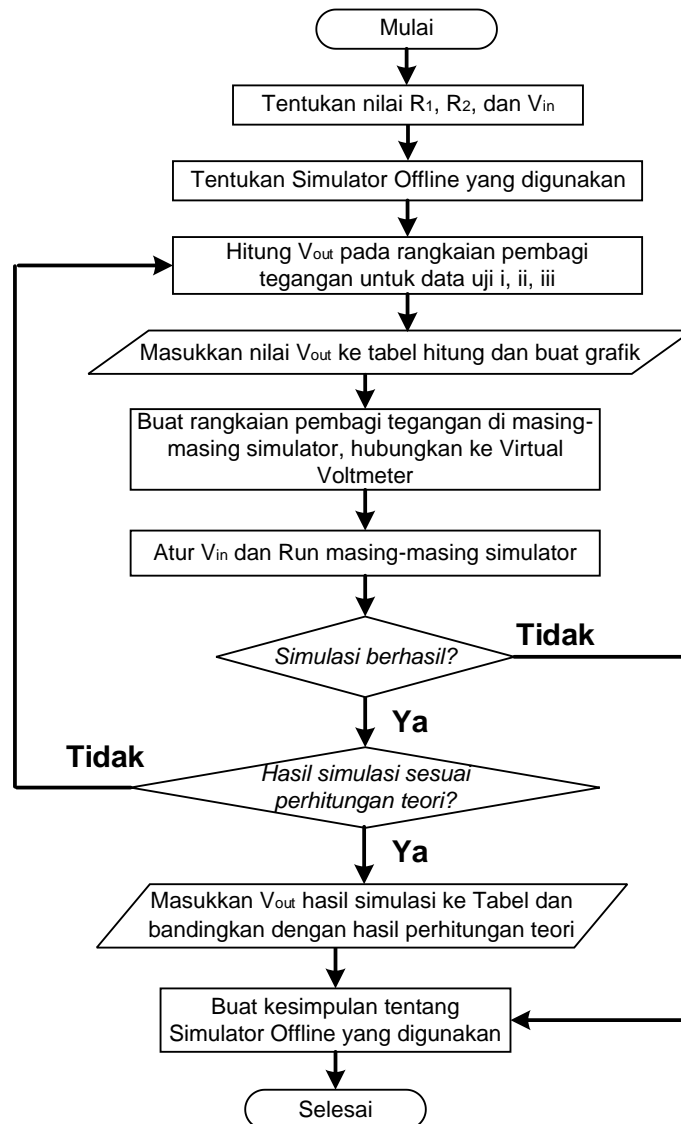 Mulai
Tentukan nilai R1, R2, dan Vin
Tentukan Simulator Offline yang digunakan
Hitung Vout pada rangkaian pembagi
tegangan untuk data uji i, ii, iii
Masukkan nilai Vout ke tabel hitung dan buat grafik
Buat rangkaian pembagi tegangan di masing-
masing simulator, hubungkan ke Virtual
Voltmeter
Atur Vin dan Run masing-masing simulator
Simulasi berhasil?
Tidak
Ya
Tidak
Hasil simulasi sesuai
perhitungan teori?
Ya
Masukkan Vout hasil simulasi ke Tabel dan
bandingkan dengan hasil perhitungan teori
Buat kesimpulan tentang
Simulator Offline yang digunakan
Selesai